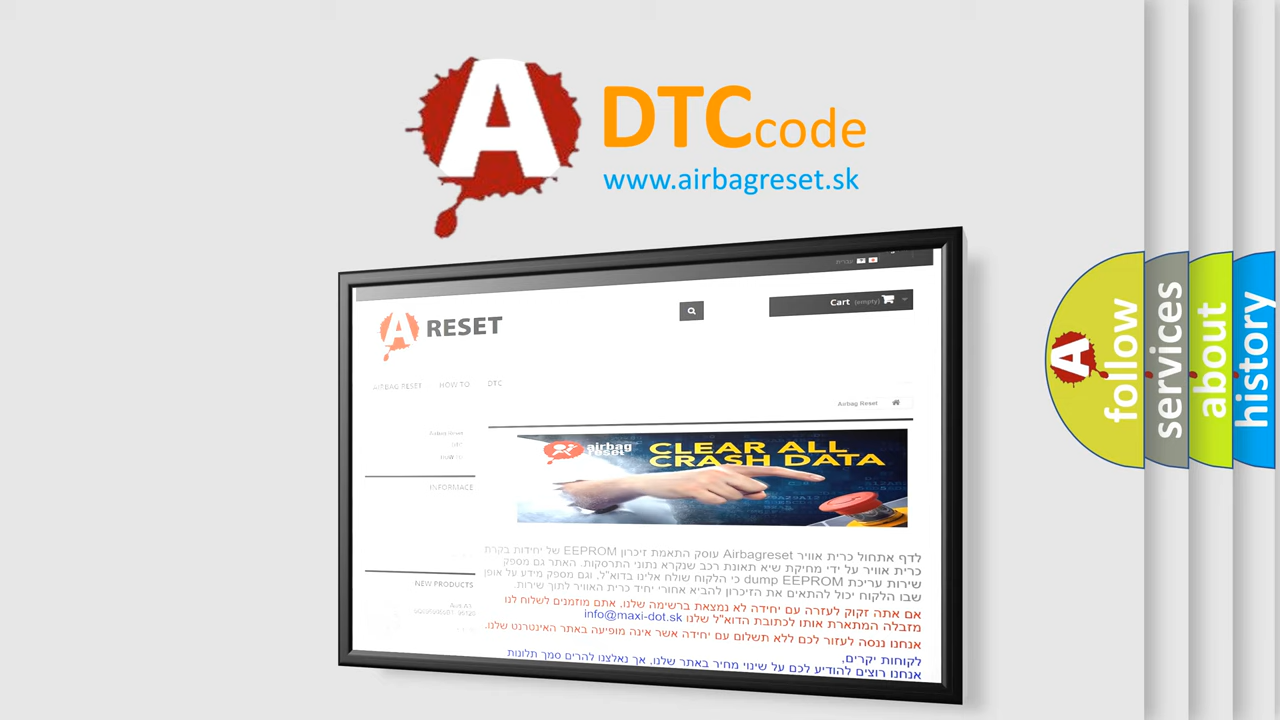 A
DTCcode
www.airbagreset.sk
A RESET
Cart (empty)
AIRBAG RESET HOW TO DTC
Airbag Reset
Airbag Reset
INFORMACE
NEW PRODUCTS
airbag
reset
CLEAR ALL
CRASH DATA
לדף אתחול כרית אוויר Airbagreset עוסק התאמת זיכרון EEPROM של יחידות בקרת
כרית אוויר על ידי מחיקת שיא תאונת רכב שנקרא נתוני התרסקות. האתר גם מספק
שירות עריכת EEPROM dump כי הלקוח שולח אלינו בדוא"ל, וגם מספק מידע על אופן
שבו הלקוח יכול להתאים את הזיכרון להביא אחורי יחיד כרית האוויר לתוך שירות.
אם אתה זקוק לעזרה עם יחידה לא נמצאת ברשימה שלנו, אתם מוזמנים לשלוח לנו
מזבלה המתארת אותו לכתובת הדוא"ל שלנו info@maxi-dot.sk
אנחנו ננסה לעזור לכם ללא תשלום עם יחידה אשר אינה מופיעה באתר האינטרנט שלנו.
לקוחות יקרים,
אנחנו רוצים להודיע לכם על שינוי מחיר באתר שלנו, אך נאלצנו להרים סמך תלונות
A
follow
services
about
history